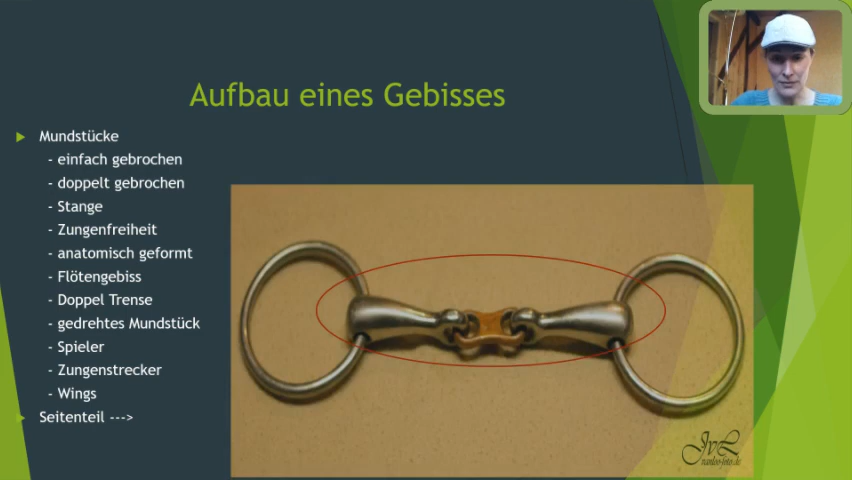 Aufbau eines Gebisses
Mundstücke
- einfach gebrochen
- doppelt gebrochen
- Stange
- Zungenfreiheit
- anatomisch geformt
- Flötengebiss
- Doppel Trense
- gedrehtes Mundstück
- Spieler
- Zungenstrecker
- Wings
Seitenteil --->
JvL